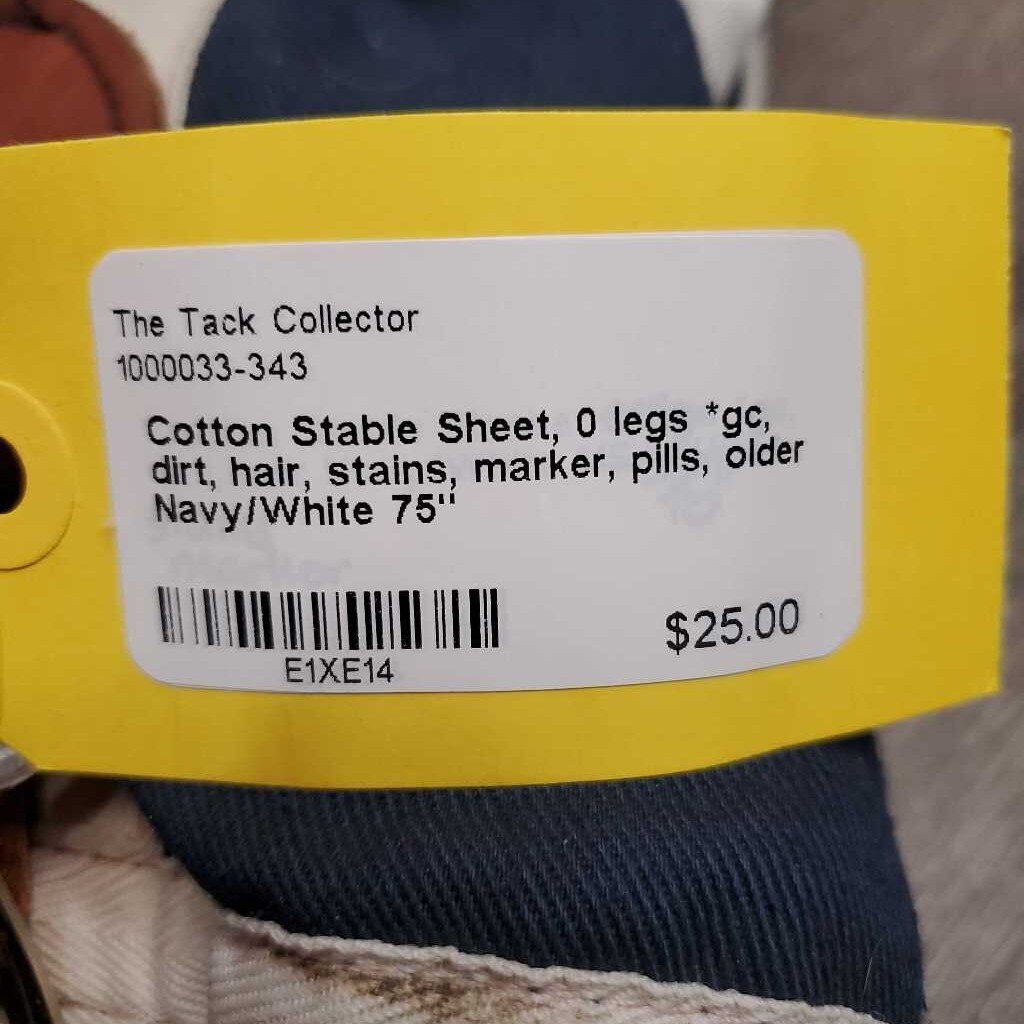 The Tack Collector
1000033-343
Cotton Stable Sheet, 0 legs *gc,
dirt, hair, stains, marker, pills, older
Navy/White 75"
E1XE14
$25.00